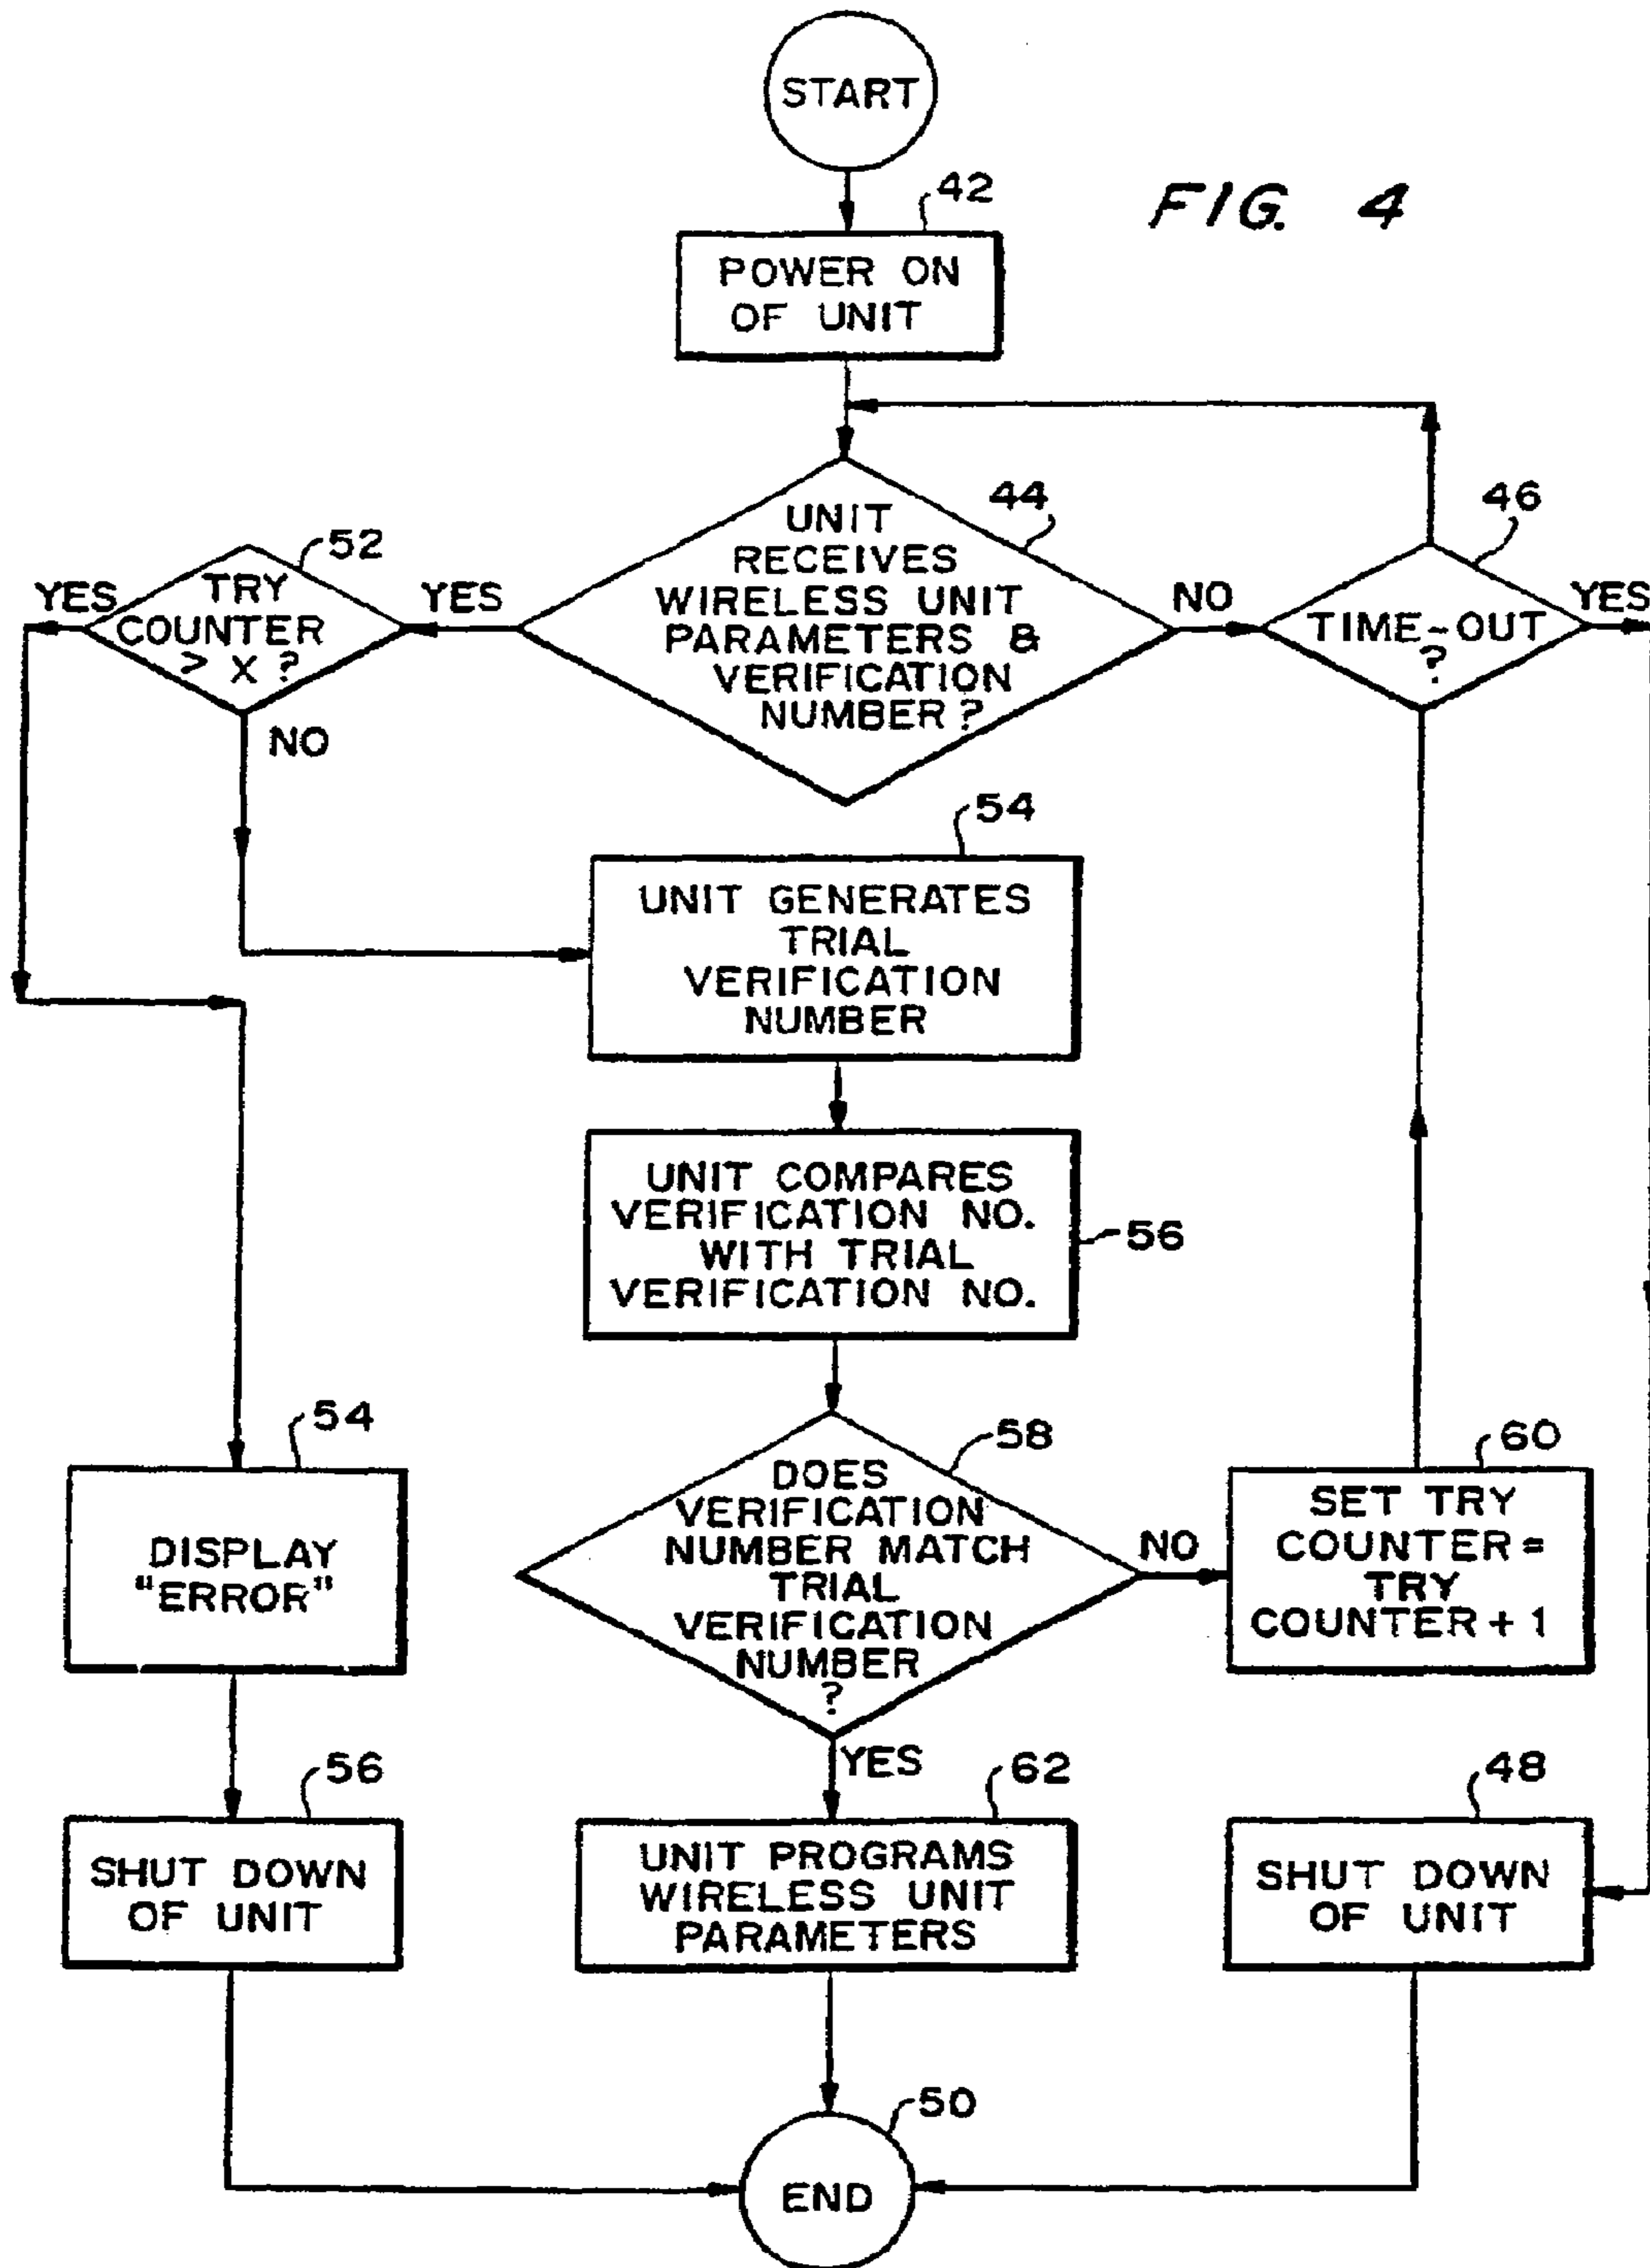 START
42
FIG. 4
POWER ON
OF UNIT
44
UNIT
RECEIVES
WIRELESS UNIT
PARAMETERS &
VERIFICATION
NUMBER?
46
TIME-OUT
?
NO
YES
52
TRY
COUNTER
> X ?
YES
YES
NO
54
UNIT GENERATES
TRIAL
VERIFICATION
NUMBER
UNIT COMPARES
VERIFICATION NO.
WITH TRIAL
VERIFICATION NO.
56
54
DISPLAY
"ERROR"
58
DOES
VERIFICATION
NUMBER MATCH
TRIAL
VERIFICATION
NUMBER
?
NO
60
SET TRY
COUNTER =
TRY
COUNTER + 1
YES
56
SHUT DOWN
OF UNIT
62
UNIT PROGRAMS
WIRELESS UNIT
PARAMETERS
48
SHUT DOWN
OF UNIT
50
END